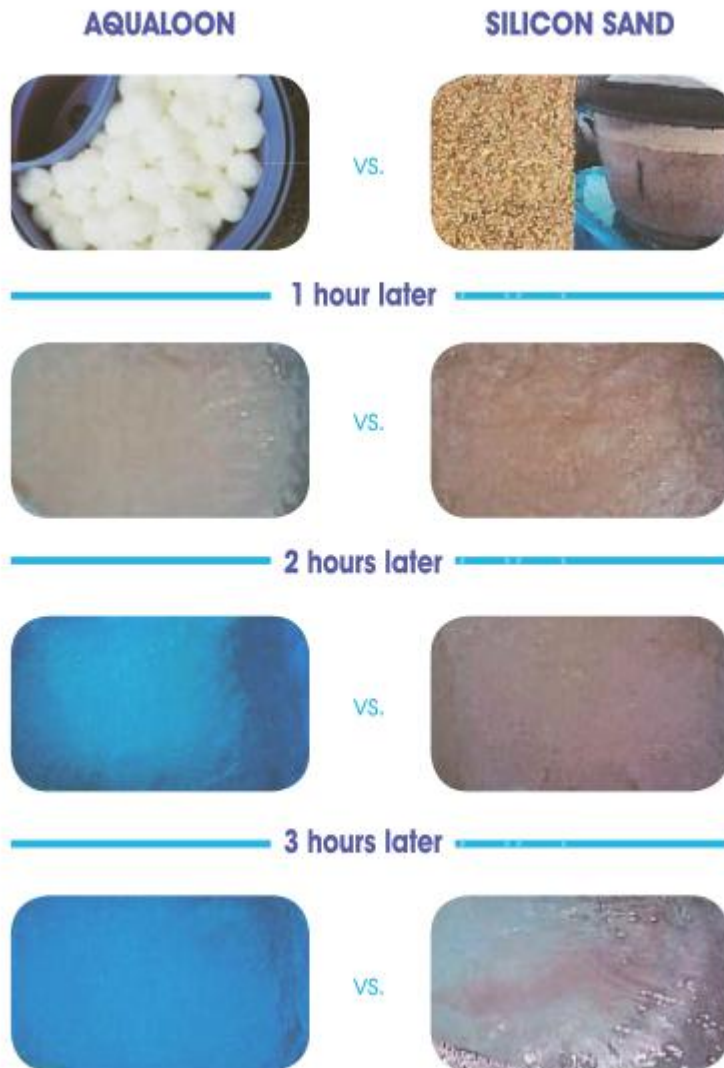 AQUALOON SILICON SAND
VS.
1 hour later
VS.
2 hours later
VS.
3 hours later
VS.